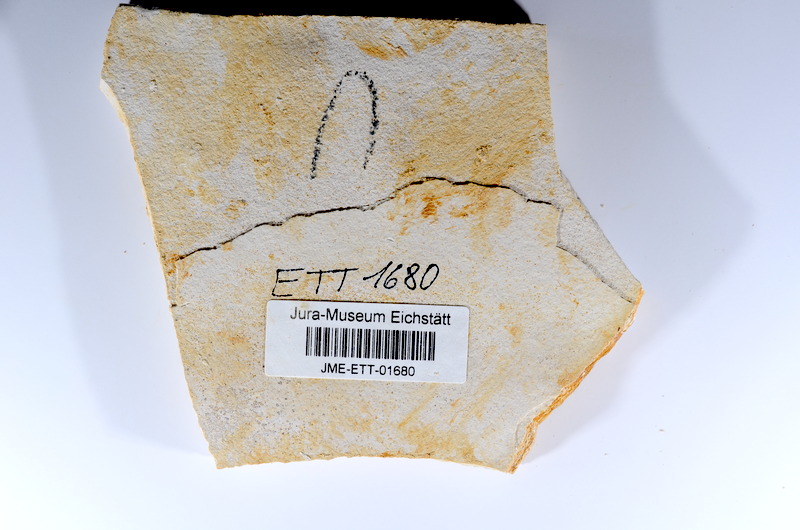 ETT 1680
Jura-Museum Eichstätt
JME-ETT-01680